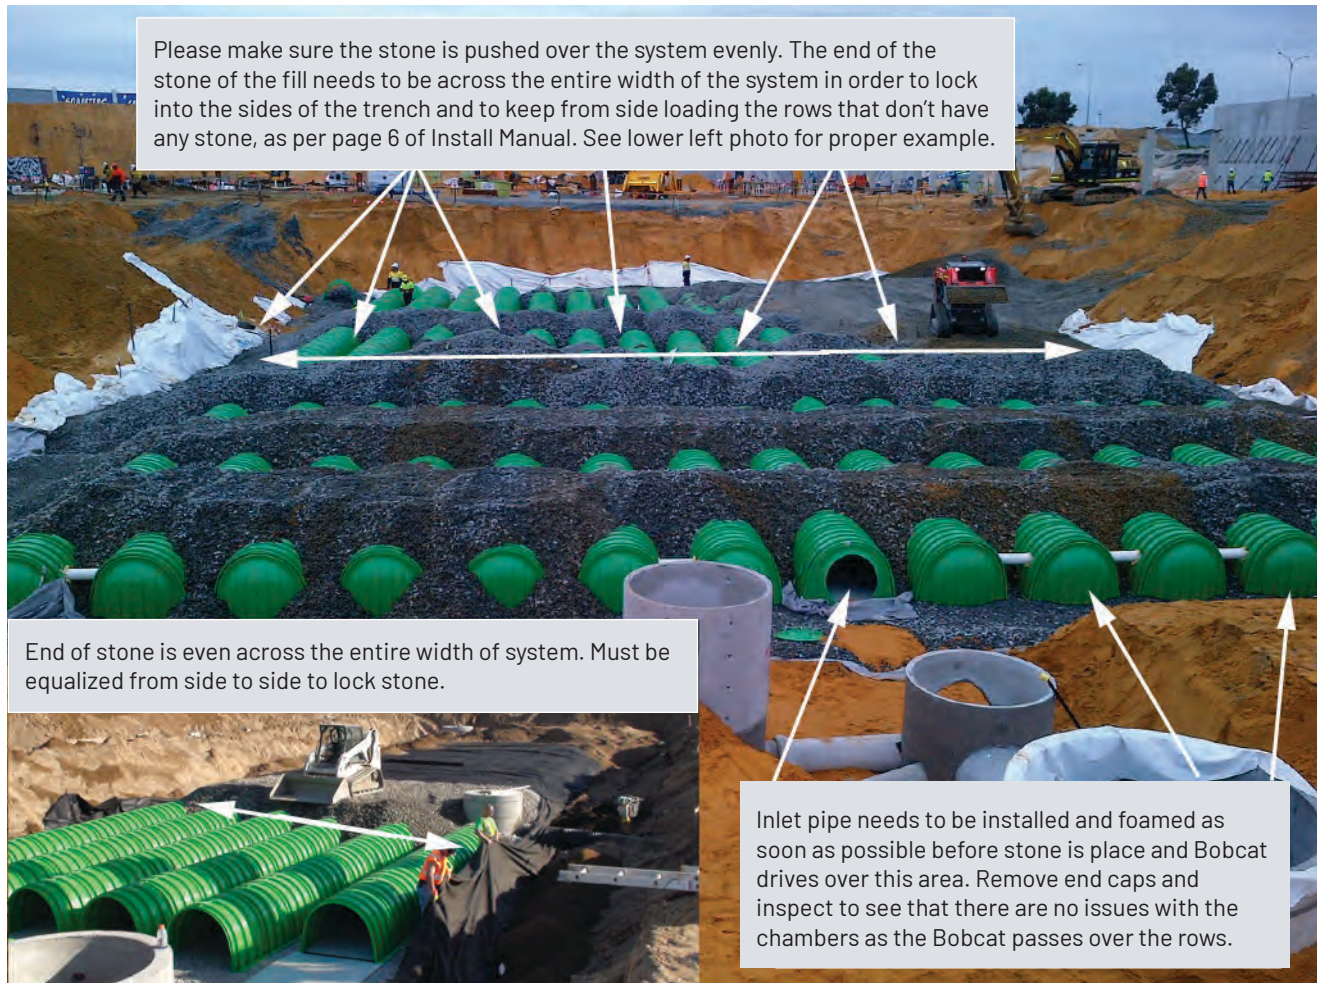 Please make sure the stone is pushed over the system evenly. The end of the
stone of the fill needs to be across the entire width of the system in order to lock
into the sides of the trench and to keep from side loading the rows that don’t have
any stone, as per page 6 of Install Manual. See lower left photo for proper example.
End of stone is even across the entire width of system. Must be
equalized from side to side to lock stone.
Inlet pipe needs to be installed and foamed as
soon as possible before stone is place and Bobcat
drives over this area. Remove end caps and
inspect to see that there are no issues with the
chambers as the Bobcat passes over the rows.